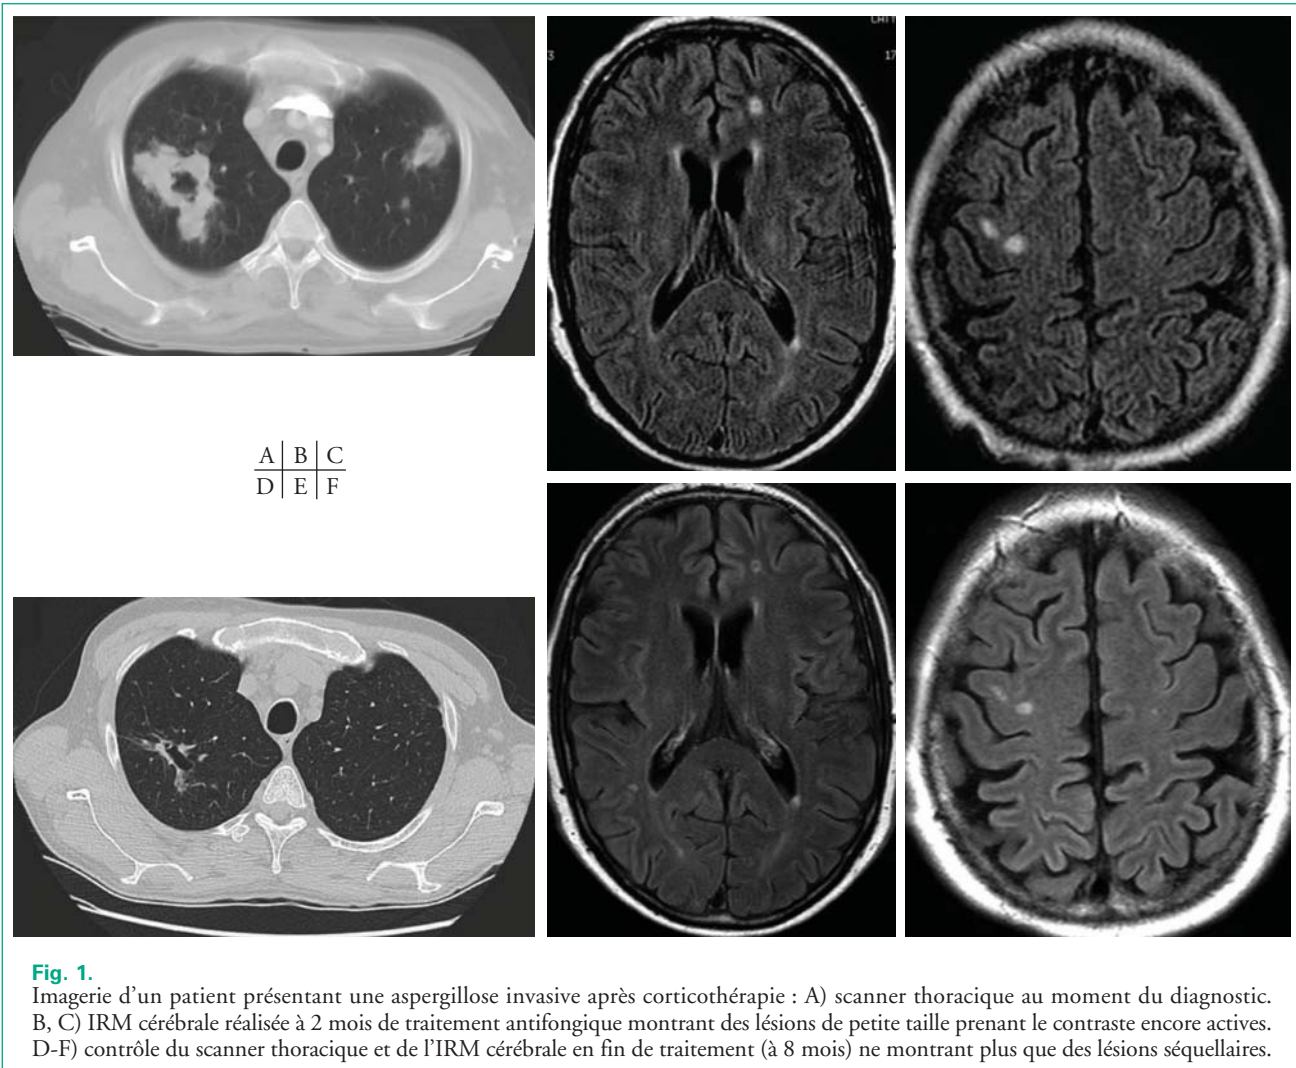 3
17
A B C
D E F
Fig. 1.
Imagerie d’un patient présentant une aspergillose invasive après corticothérapie : A) scanner thoracique au moment du diagnostic.
B, C) IRM cérébrale réalisée à 2 mois de traitement antifongique montrant des lésions de petite taille prenant le contraste encore actives.
D-F) contrôle du scanner thoracique et de l’IRM cérébrale en fin de traitement (à 8 mois) ne montrant plus que des lésions séquellaires.